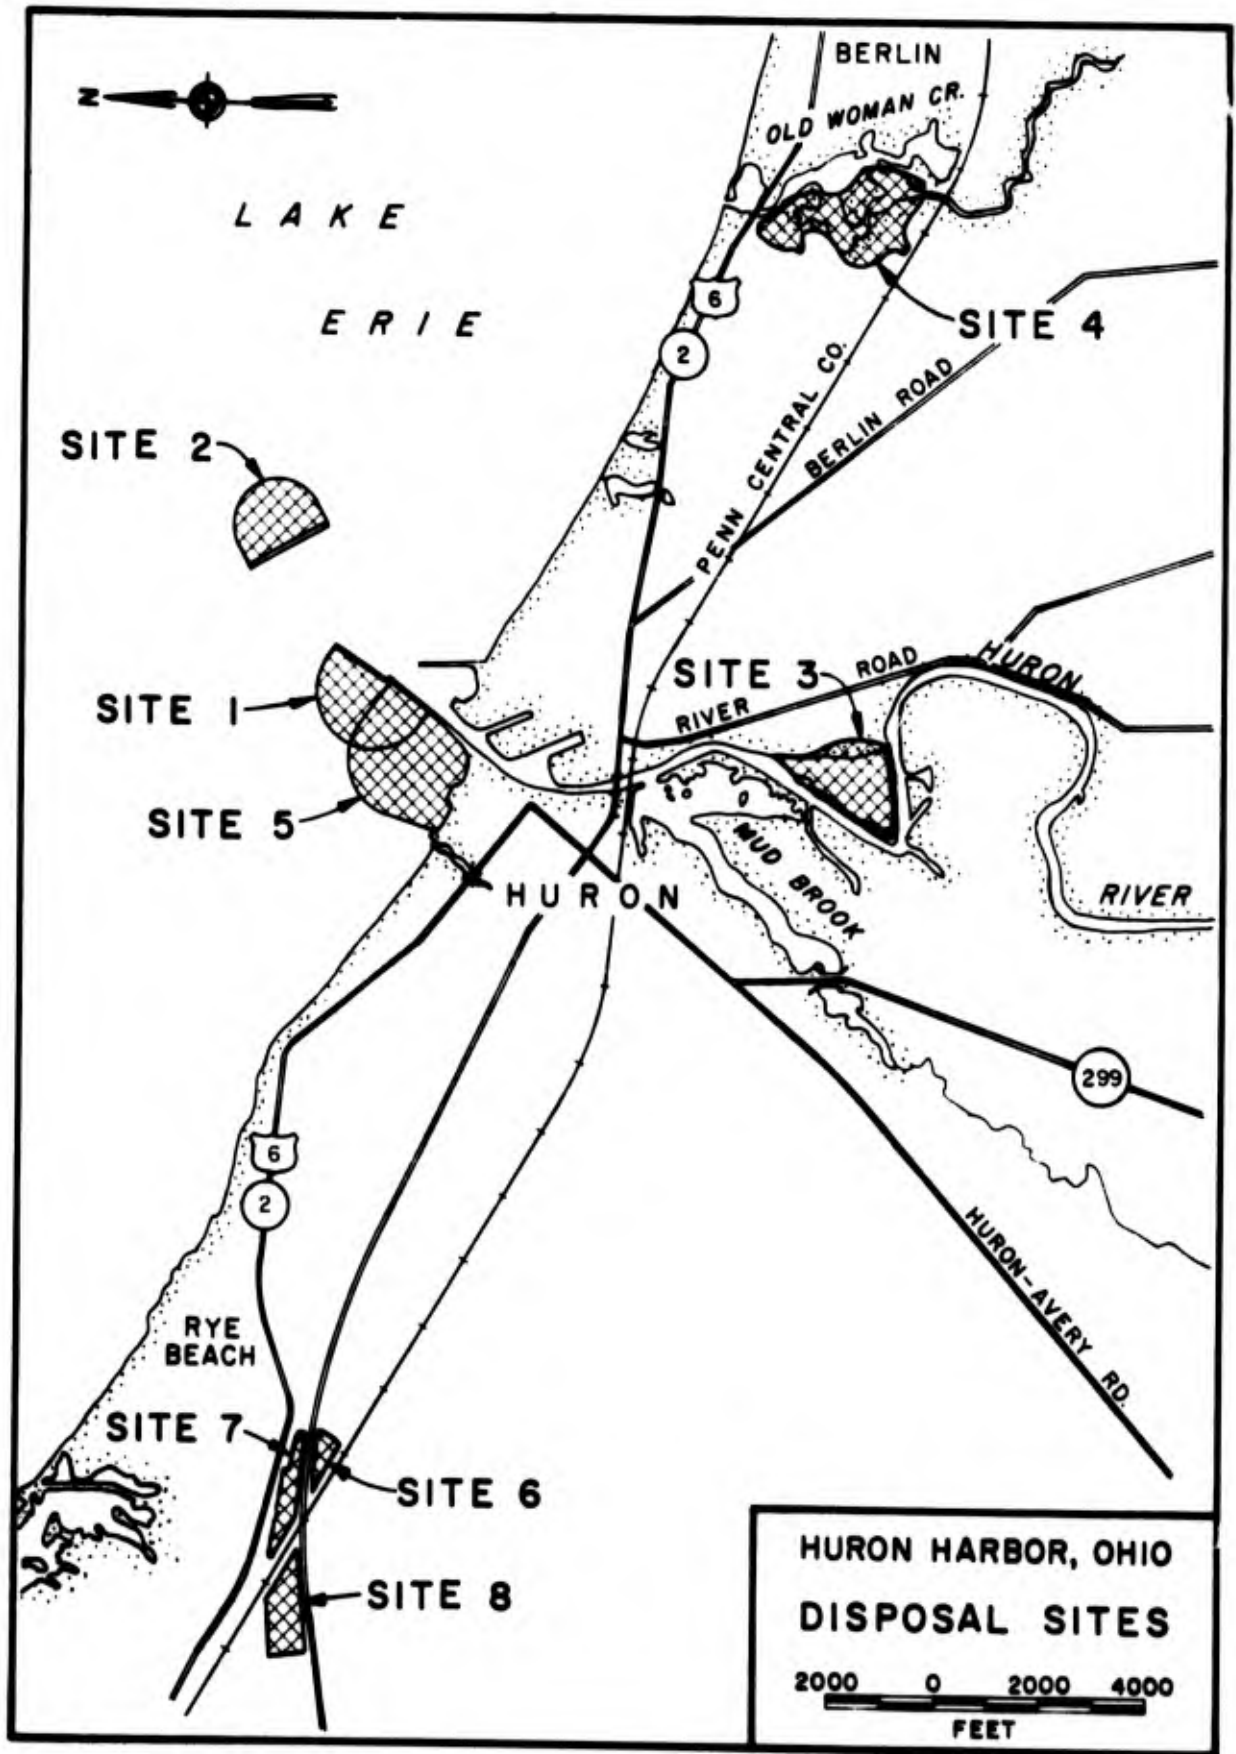 BERLIN
N
OLD WOMAN CR.
LAKE
ERIE
6
SITE 4
2
PENN CENTRAL CO.
BERLIN ROAD
SITE 2
HURON
SITE 3
RIVER ROAD
SITE 1
SITE 5
MUD BROOK
HURON
RIVER
299
6
2
HURON-AVERY RD.
RYE
BEACH
SITE 7
SITE 6
SITE 8
HURON HARBOR, OHIO
DISPOSAL SITES
2000 0 2000 4000
FEET